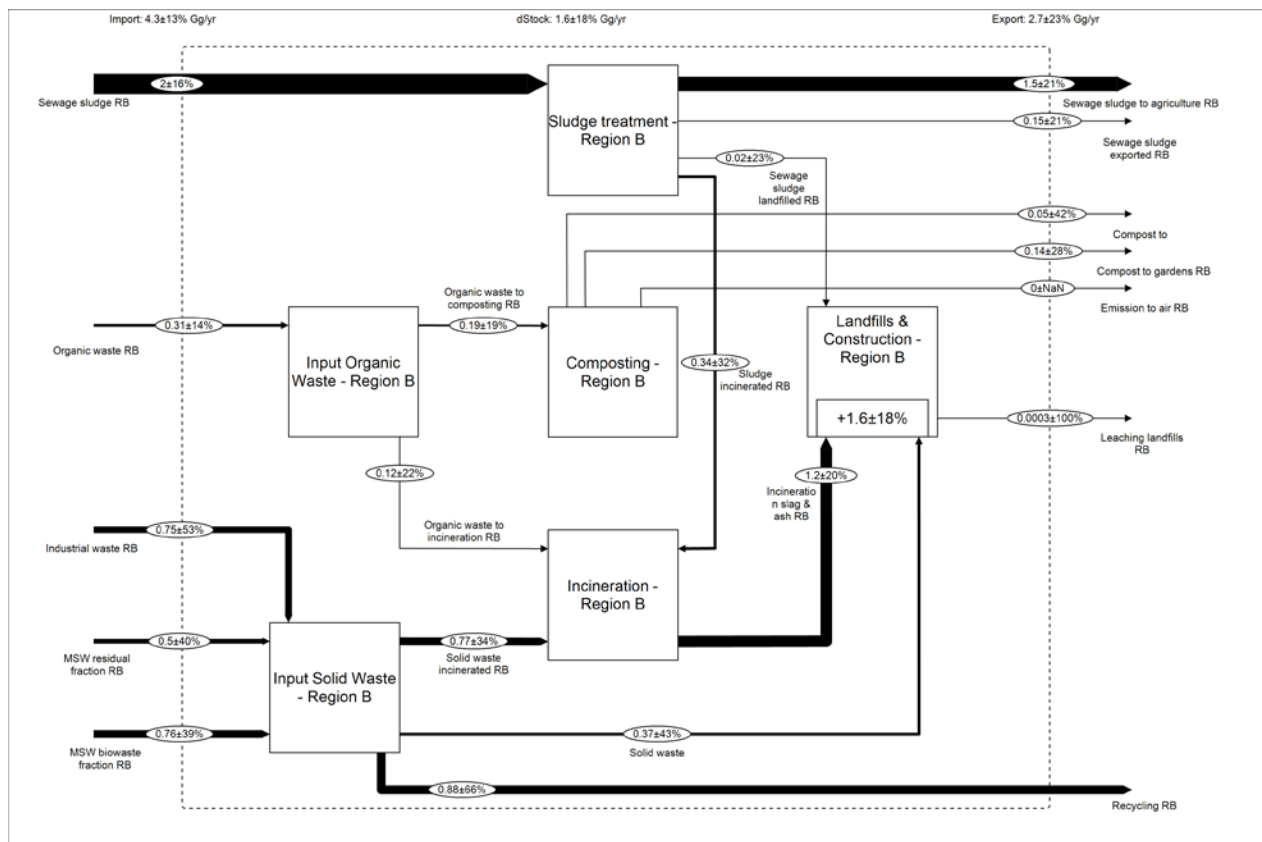 Import: 4.3±13% Gg/yr
dStock: 1.6±18% Gg/yr
Export: 2.7±23% Gg/yr
2±16%
Sewage sludge RB
Sludge treatment -
Region B
1.5±21%
Sewage sludge to agriculture RB
0.15±21%
Sewage sludge
exported RB
0.02±23%
Sewage
sludge
landfilled RB
0.05±42%
Compost to
0.14±28%
Compost to gardens RB
0±NaN
Emission to air RB
Organic waste to
composting RB
0.31±14%
Organic waste RB
0.19±19%
Input Organic
Waste - Region B
Composting -
Region B
0.34±32%
Sludge
incinerated RB
Landfills &
Construction -
Region B
+1.6±18%
0.0003±100%
Leaching landfills
RB
0.12±22%
Organic waste to
incineration RB
1.2±20%
Incineratio
n slag &
ash RB
0.75±53%
Industrial waste RB
Incineration -
Region B
0.5±40%
MSW residual
fraction RB
Input Solid Waste
- Region B
0.77±34%
Solid waste
incinerated RB
0.76±39%
MSW biowaste
fraction RB
0.37±43%
Solid waste
0.88±66%
Recycling RB